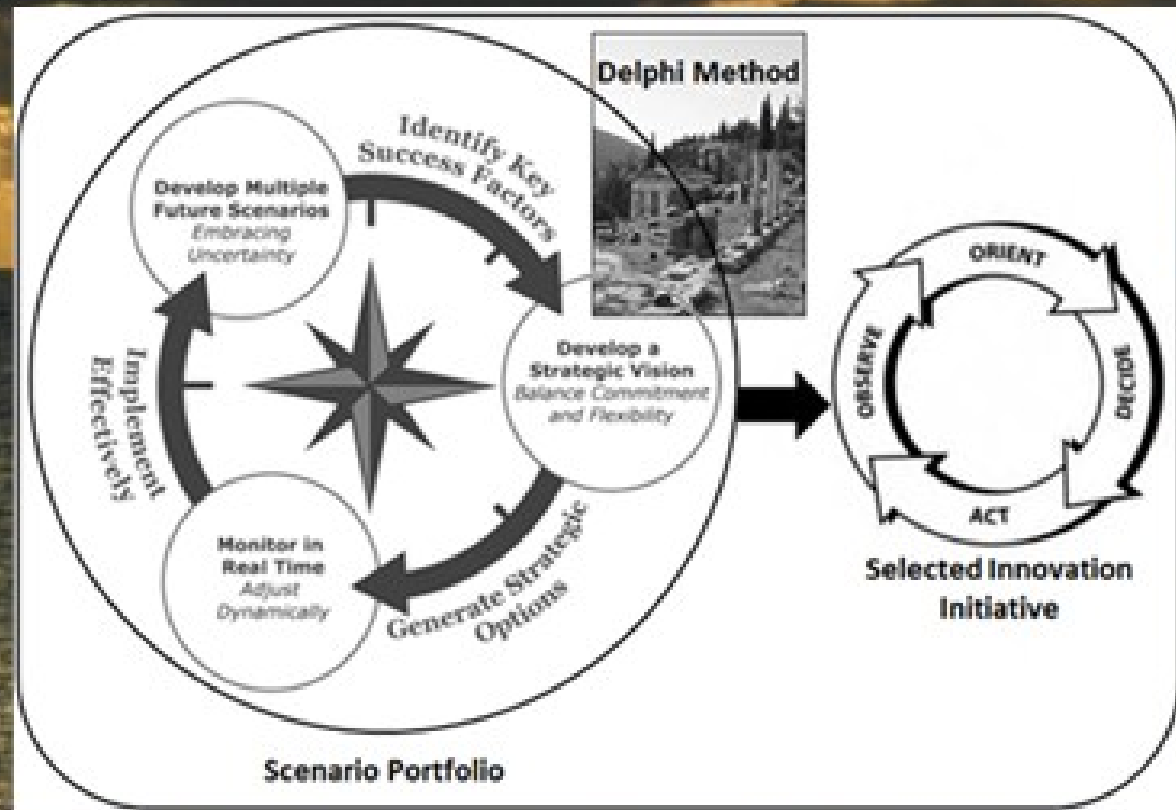 Delphi Method
Identify Key
Success Factors
Develop Multiple
Future Scenarios
Embracing
Uncertainty
Develop a
Strategic Vision
Balance Commitment
and Flexibility
Implement
Effectively
Monitor in
Real Time
Adjust
Dynamically
Generate Strategic
Options
Scenario Portfolio
ORIENT
OBSERVE
DECIDE
ACT
Selected Innovation
Initiative